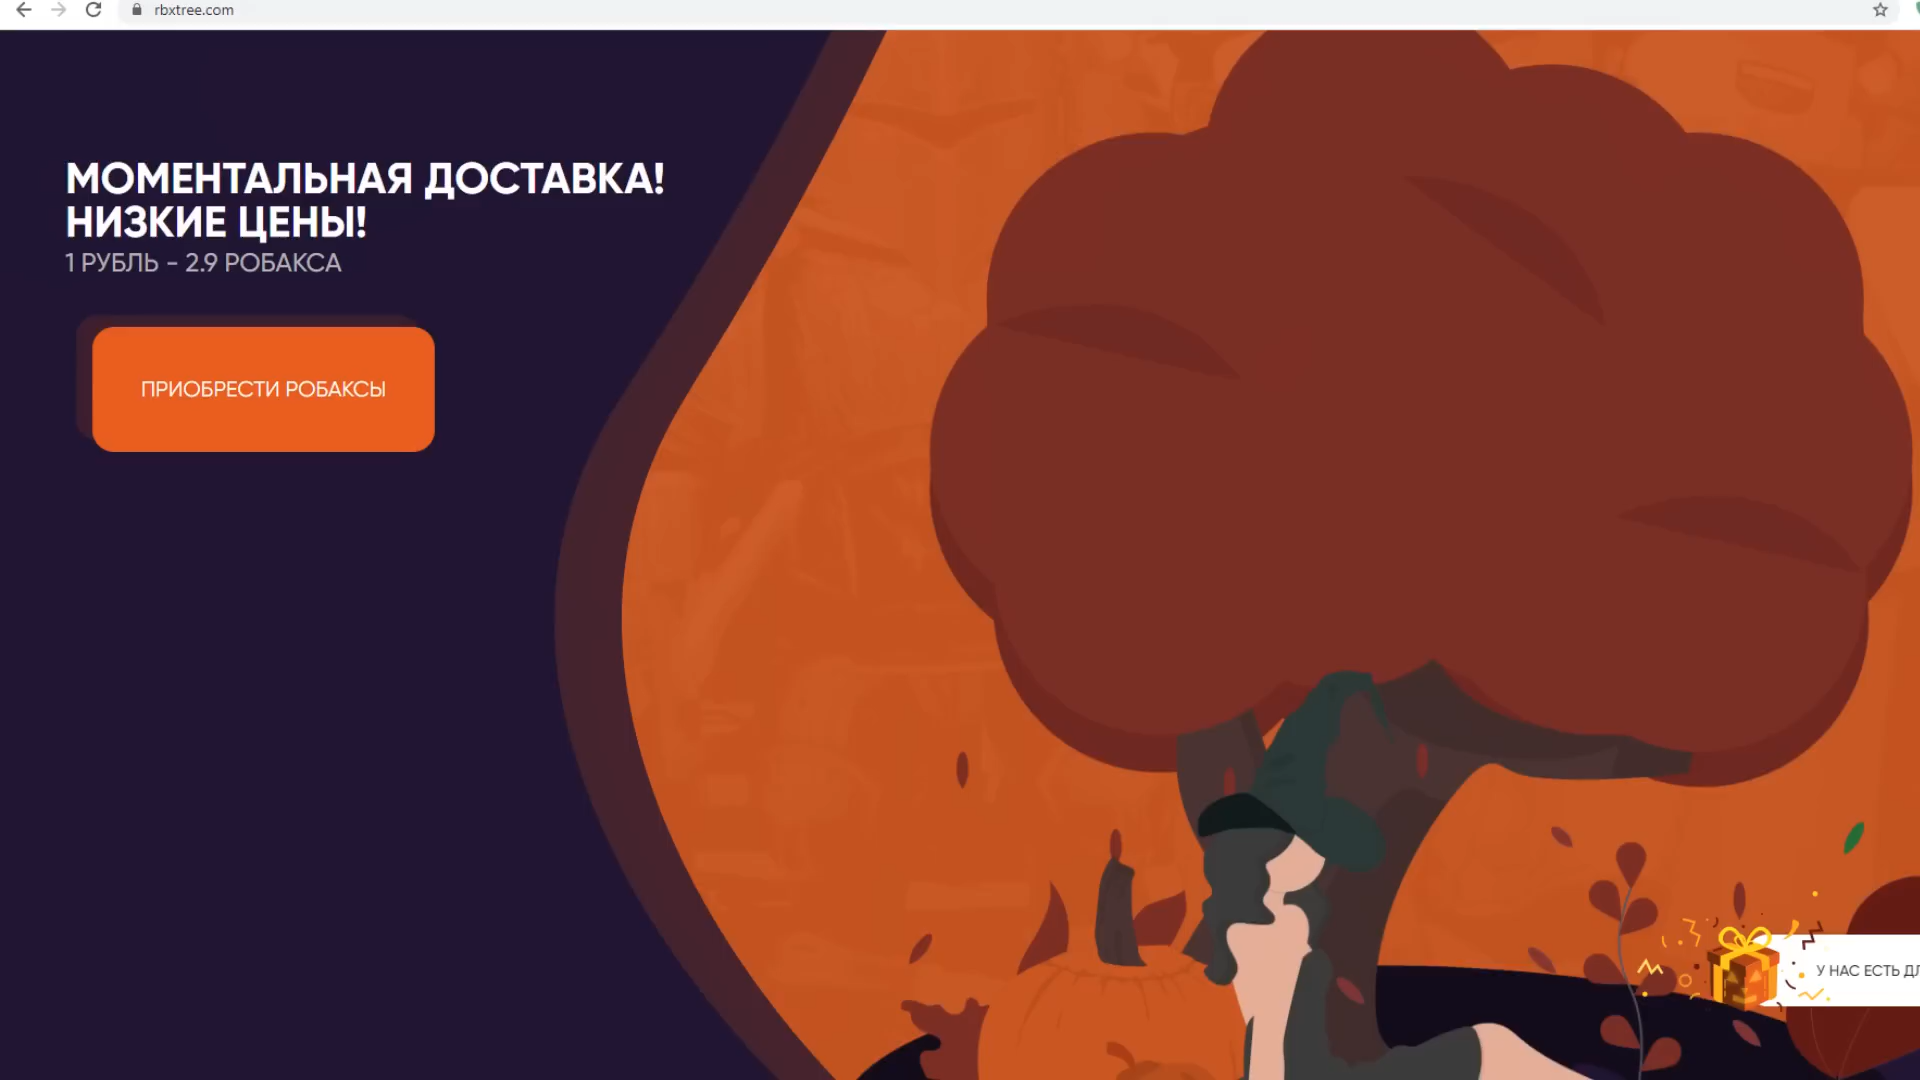 rbxtree.com
МОМЕНТАЛЬНАЯ ДОСТАВКА!
НИЗКИЕ ЦЕНЫ!
1 РУБЛЬ - 2.9 РОБАКСА
ПРИОБРЕСТИ РОБАКСЫ
У НАС ЕСТЬ